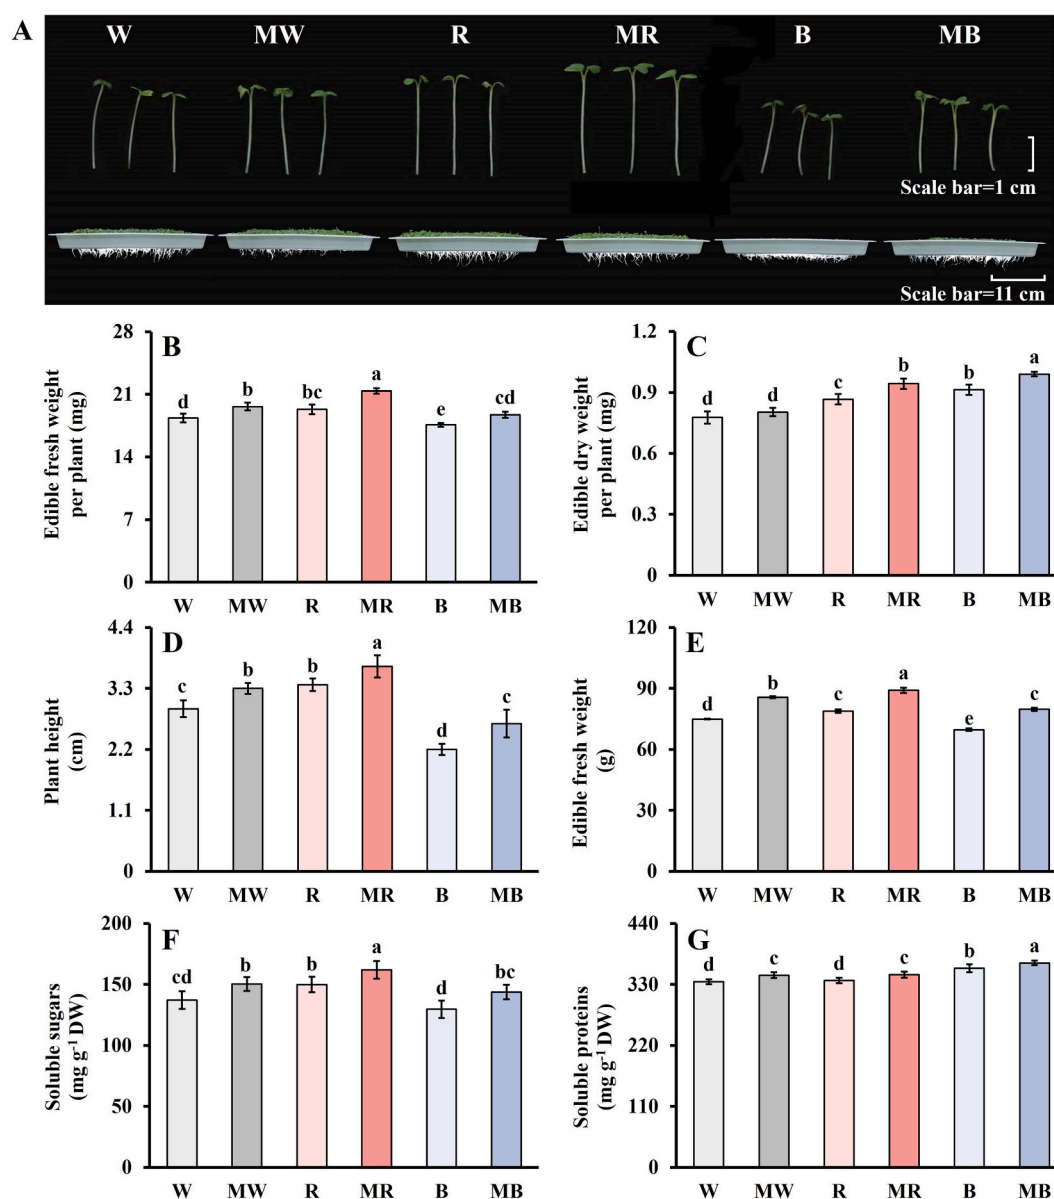 A
W MW R MR B MB
Scale bar=1 cm
Scale bar=11 cm
B
Edible fresh weight
per plant (mg)
28
21
14
7
0
d b bc a e cd
W MW R MR B MB
C
Edible dry weight
per plant (mg)
1.2
0.9
0.6
0.3
0
d d c b b a
W MW R MR B MB
D
Plant height
(cm)
4.4
3.3
2.2
1.1
0
c b b a d c
W MW R MR B MB
E
Edible fresh weight
(g)
120
90
60
30
0
d b c a e c
W MW R MR B MB
F
Soluble sugars
(mg g⁻¹ DW)
200
150
100
50
0
cd b b a d bc
W MW R MR B MB
G
Soluble proteins
(mg g⁻¹ DW)
440
330
220
110
0
d c d c b a
W MW R MR B MB